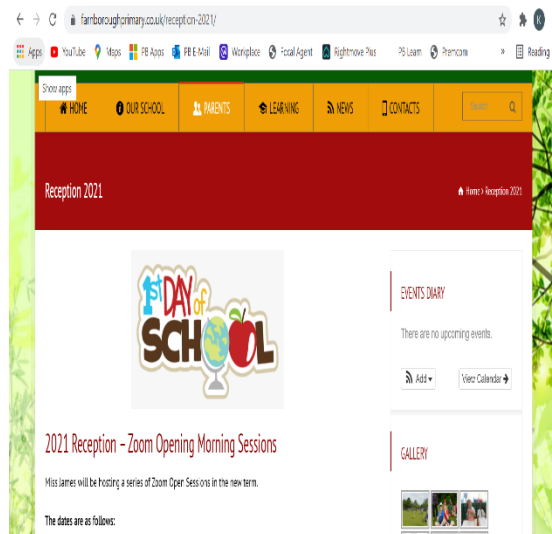 farnboroughprimary.co.uk/reception-2021/
K
Apps YouTube Maps PB Apps PB E-Mail Workplace Focal Agent Rightmove Plus PB Learn Premcom » Reading
Show apps
HOME OUR SCHOOL PARENTS LEARNING NEWS CONTACTS Search
Reception 2021
Home > Reception 2021
1st DAY of SCHOOL
EVENTS DIARY
There are no upcoming events.
Add
View Calendar
2021 Reception – Zoom Opening Morning Sessions
GALLERY
Miss James will be hosting a series of Zoom Open Sessions in the new term.
The dates are as follows: